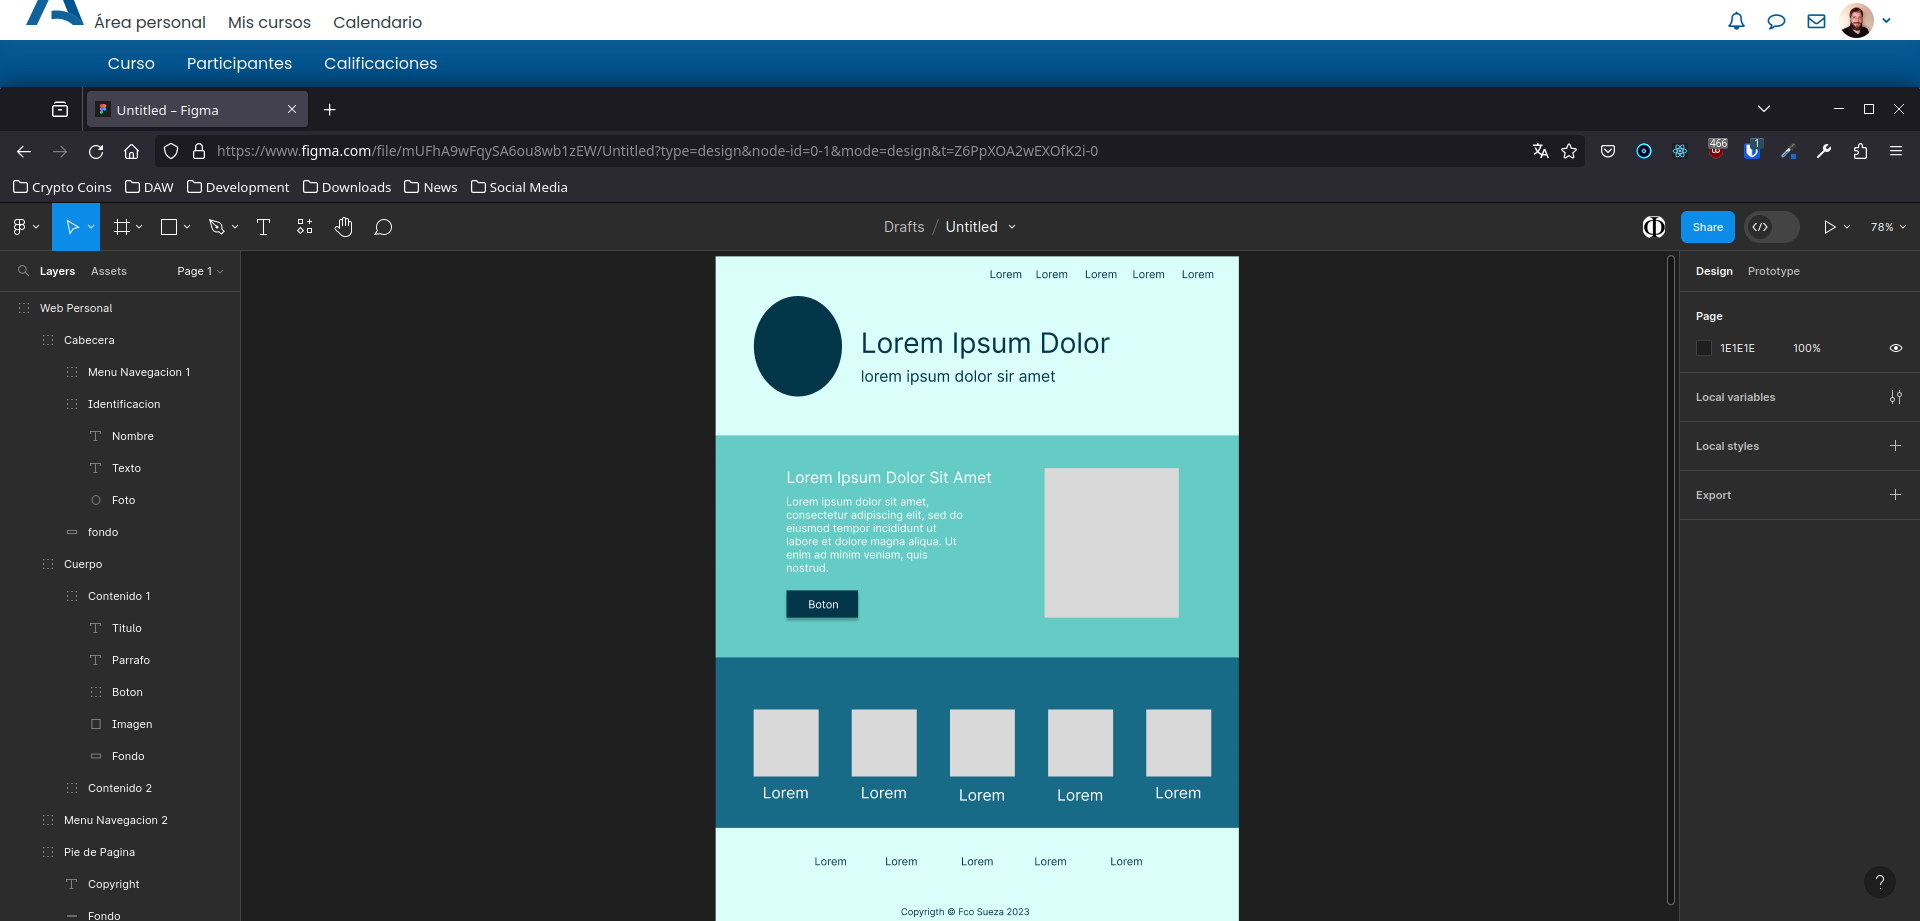 Área personal Mis cursos Calendario
Curso Participantes Calificaciones
Untitled – Figma
https://www.figma.com/file/mUFhA9wFqySA6ou8wb1zEW/Untitled?type=design&node-id=0-1&mode=design&t=Z6PpXOA2wEXOfK2i-0
466
1
Crypto Coins DAW Development Downloads News Social Media
Drafts / Untitled
Share
78%
Layers Assets Page 1
Web Personal
Cabecera
Menu Navegacion 1
Identificacion
Nombre
Texto
Foto
fondo
Cuerpo
Contenido 1
Titulo
Parrafo
Boton
Imagen
Fondo
Contenido 2
Menu Navegacion 2
Pie de Pagina
Copyright
Fondo
Lorem Lorem Lorem Lorem Lorem
Lorem Ipsum Dolor
lorem ipsum dolor sir amet
Lorem Ipsum Dolor Sit Amet
Lorem ipsum dolor sit amet,
consectetur adipiscing elit, sed do
eiusmod tempor incididunt ut
labore et dolore magna aliqua. Ut
enim ad minim veniam, quis
nostrud.
Boton
Lorem Lorem Lorem Lorem Lorem
Lorem Lorem Lorem Lorem Lorem
Copyrigth © Fco Sueza 2023
Design Prototype
Page
1E1E1E 100%
Local variables
Local styles
Export
?